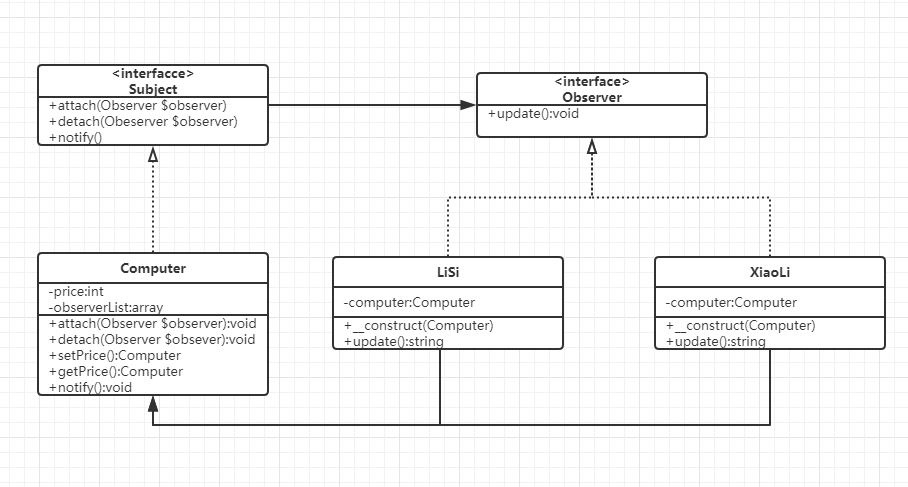 <interfacce>
Subject
+attach(Observer $observer)
+detach(Obeserver $observer)
+notify()
<interface>
Observer
+update():void
Computer
-price:int
-observerList:array
+attach(Observer $observer):void
+detach(Observer $obsever):void
+setPrice():Computer
+getPrice():Computer
+notify():void
LiSi
-computer:Computer
+__construct(Computer)
+update():string
XiaoLi
-computer:Computer
+__construct(Computer)
+update():string